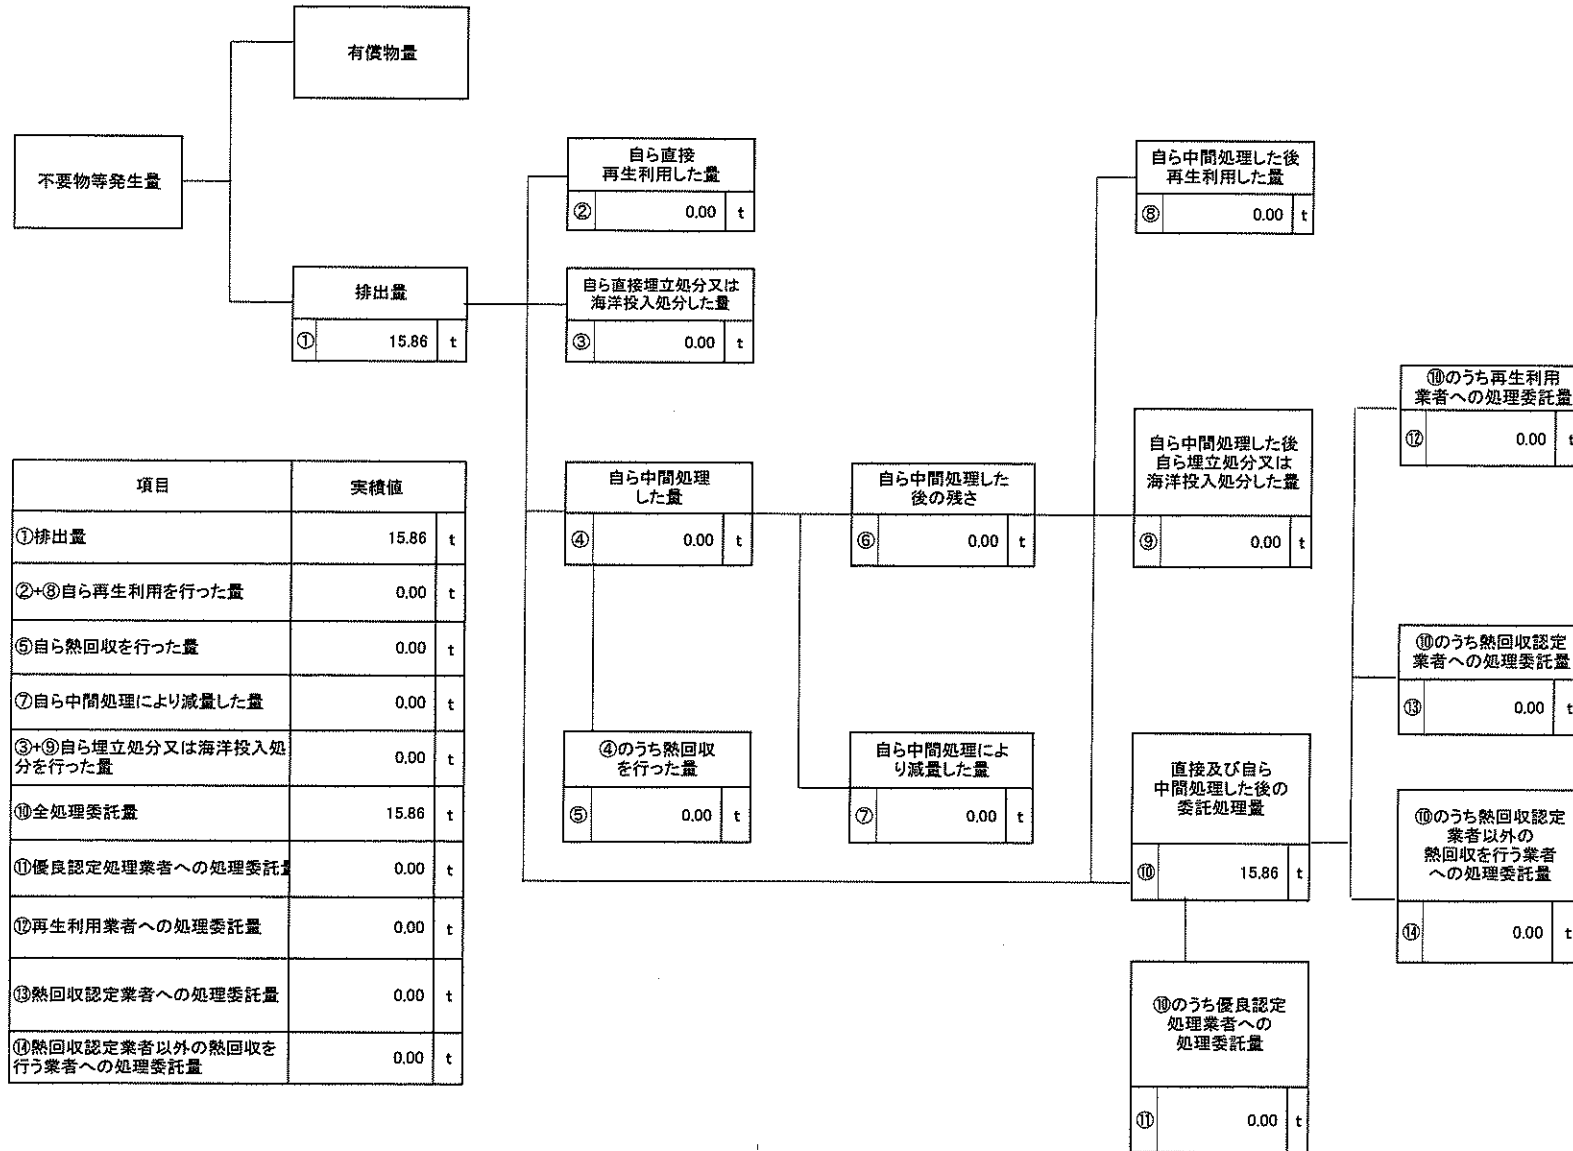 有償物量
不要物等発生量
排出量
① 15.86 t
自ら直接
再生利用した量
② 0.00 t
自ら直接埋立処分又は
海洋投入処分した量
③ 0.00 t
自ら中間処理
した量
④ 0.00 t
④のうち熱回収
を行った量
⑤ 0.00 t
自ら中間処理した
後の残さ
⑥ 0.00 t
自ら中間処理によ
り減量した量
⑦ 0.00 t
自ら中間処理した後
再生利用した量
⑧ 0.00 t
自ら中間処理した後
自ら埋立処分又は
海洋投入処分した量
⑨ 0.00 t
直接及び自ら
中間処理した後の
委託処理量
⑩ 15.86 t
⑩のうち優良認定
処理業者への
処理委託量
⑪ 0.00 t
⑩のうち再生利用
業者への処理委託量
⑫ 0.00 t
⑩のうち熱回収認定
業者への処理委託量
⑬ 0.00 t
⑩のうち熱回収認定
業者以外の
熱回収を行う業者
への処理委託量
⑭ 0.00 t
項目 実績値
①排出量 15.86 t
②+⑧自ら再生利用を行った量 0.00 t
⑤自ら熱回収を行った量 0.00 t
⑦自ら中間処理により減量した量 0.00 t
③+⑨自ら埋立処分又は海洋投入処
分を行った量 0.00 t
⑩全処理委託量 15.86 t
⑪優良認定処理業者への処理委託量 0.00 t
⑫再生利用業者への処理委託量 0.00 t
⑬熱回収認定業者への処理委託量 0.00 t
⑭熱回収認定業者以外の熱回収を
行う業者への処理委託量 0.00 t